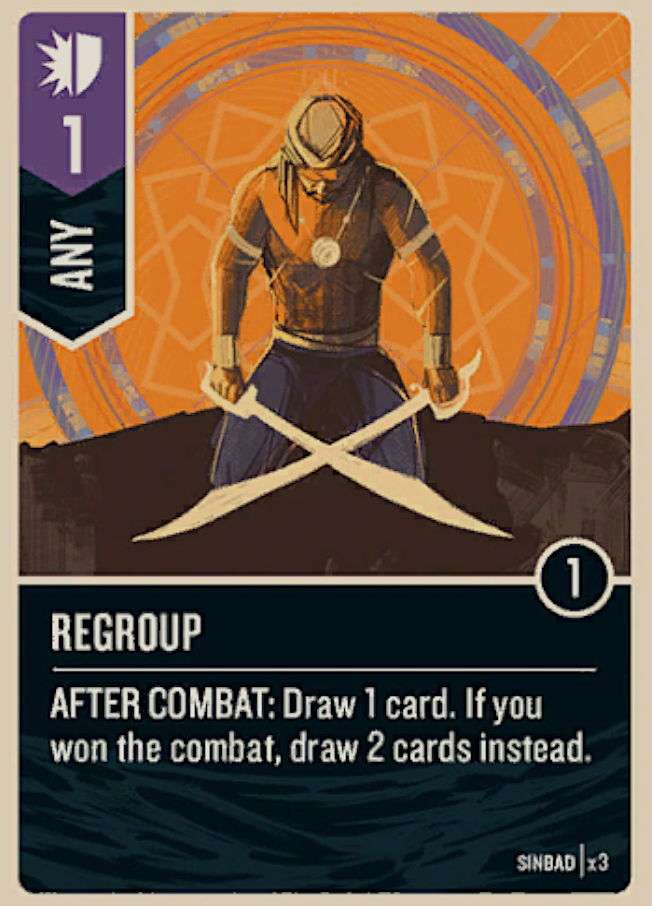 1
ANY
1
REGROUP
AFTER COMBAT: Draw 1 card. If you
won the combat, draw 2 cards instead.
SINBAD | x3